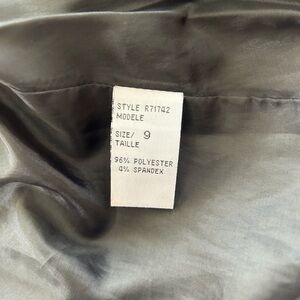 STYLE R71742
MODELE
SIZE/ 9
TAILLE
96% POLYESTER
4% SPANDEX